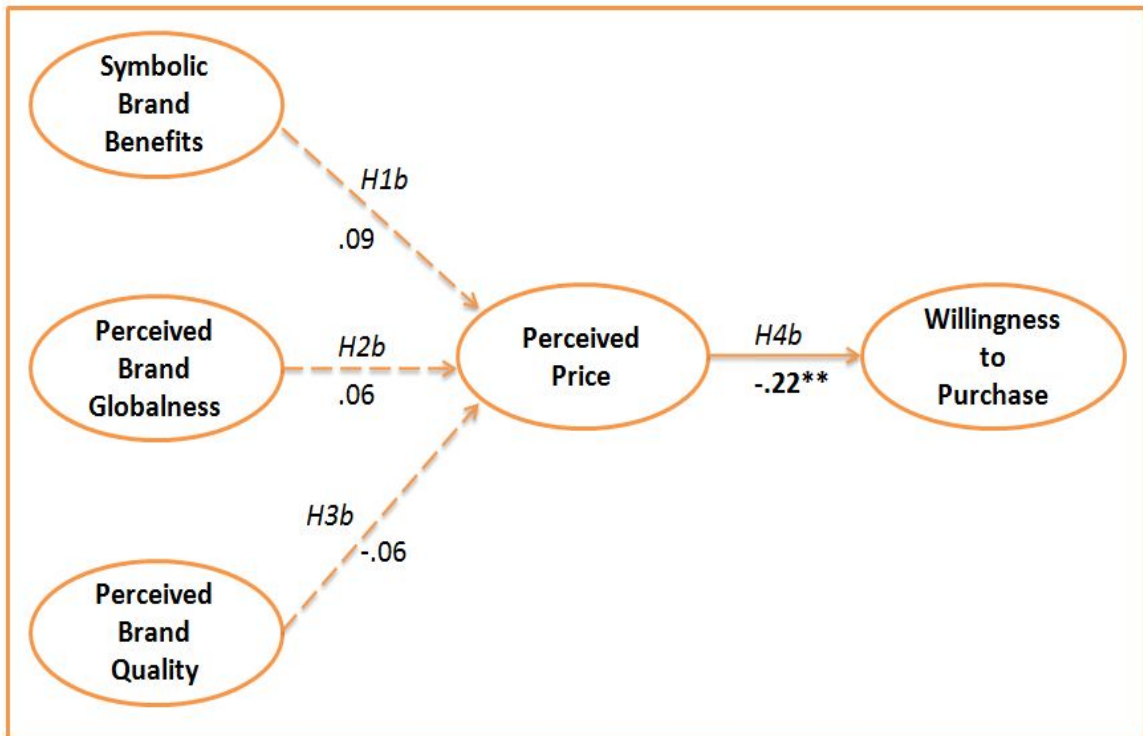 Symbolic
Brand
Benefits
H1b
.09
Perceived
Brand
Globalness
H2b
.06
Perceived
Price
H4b
-.22**
Willingness
to
Purchase
H3b
-.06
Perceived
Brand
Quality